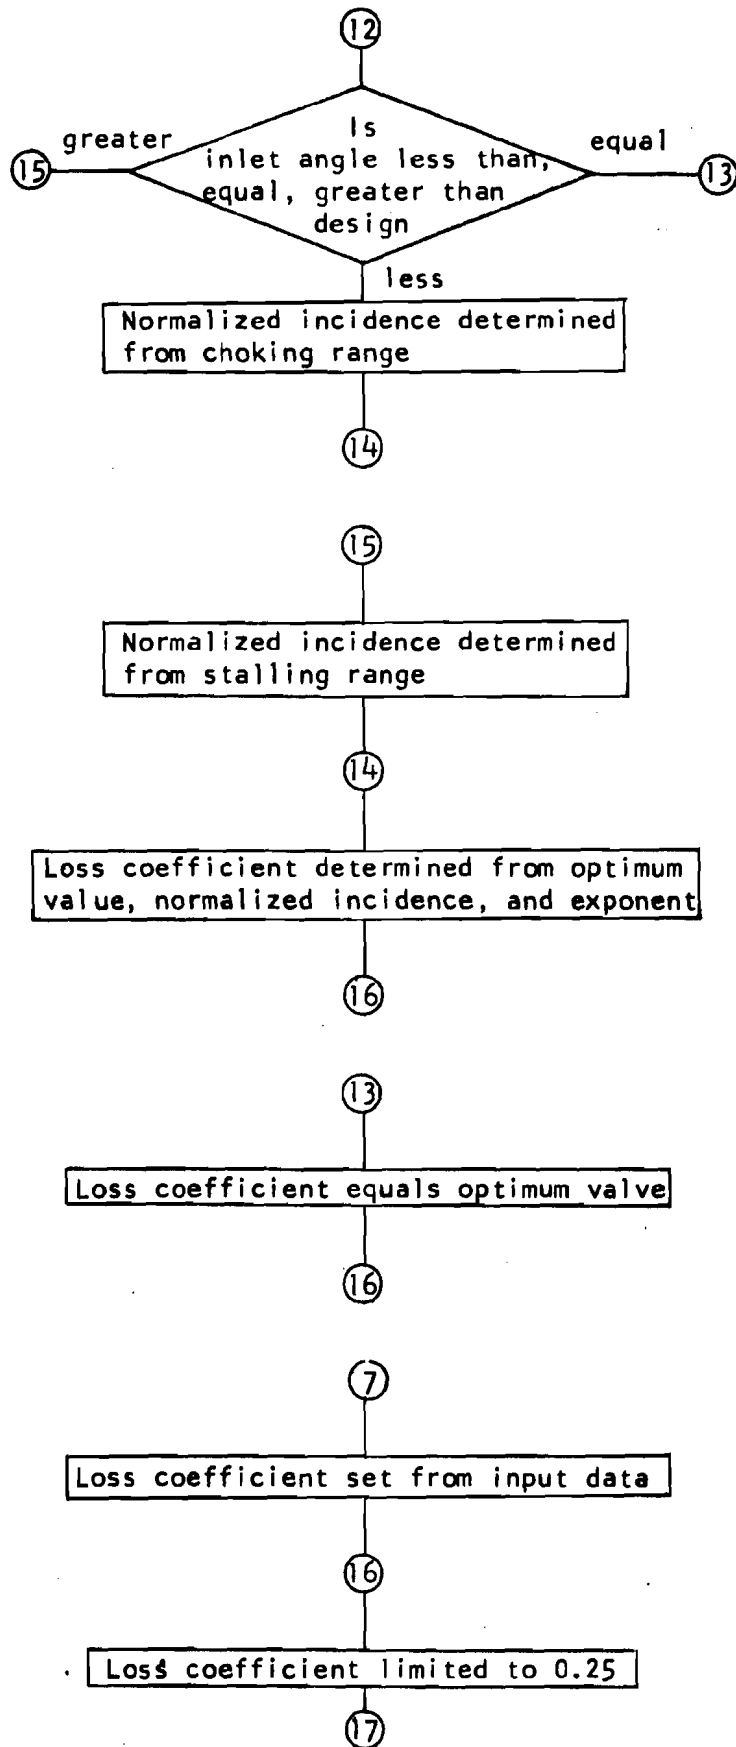 12
Is
greater
equal
inlet angle less than,
15
13
equal, greater than
design
less
Normalized incidence determined
from choking range
14
15
Normalized incidence determined
from stalling range
14
Loss coefficient determined from optimum
value, normalized incidence, and exponent
16
13
Loss coefficient equals optimum valve
16
7
Loss coefficient set from input data
16
Loss coefficient limited to 0.25
17